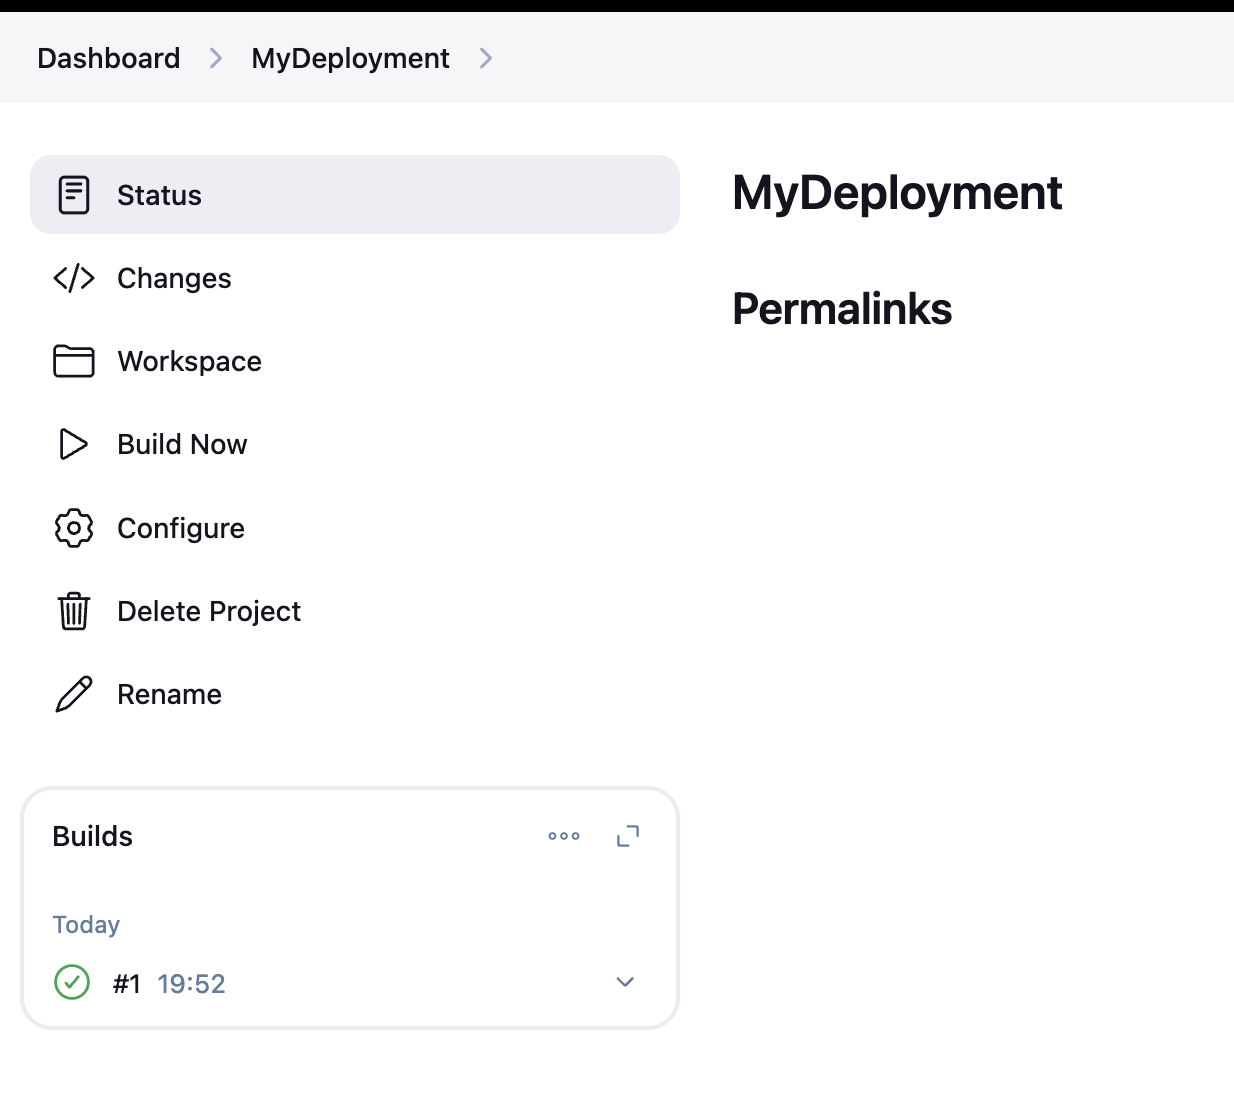 Dashboard > MyDeployment >
Status
Changes
Workspace
Build Now
Configure
Delete Project
Rename
MyDeployment
Permalinks
Builds
Today
#1 19:52